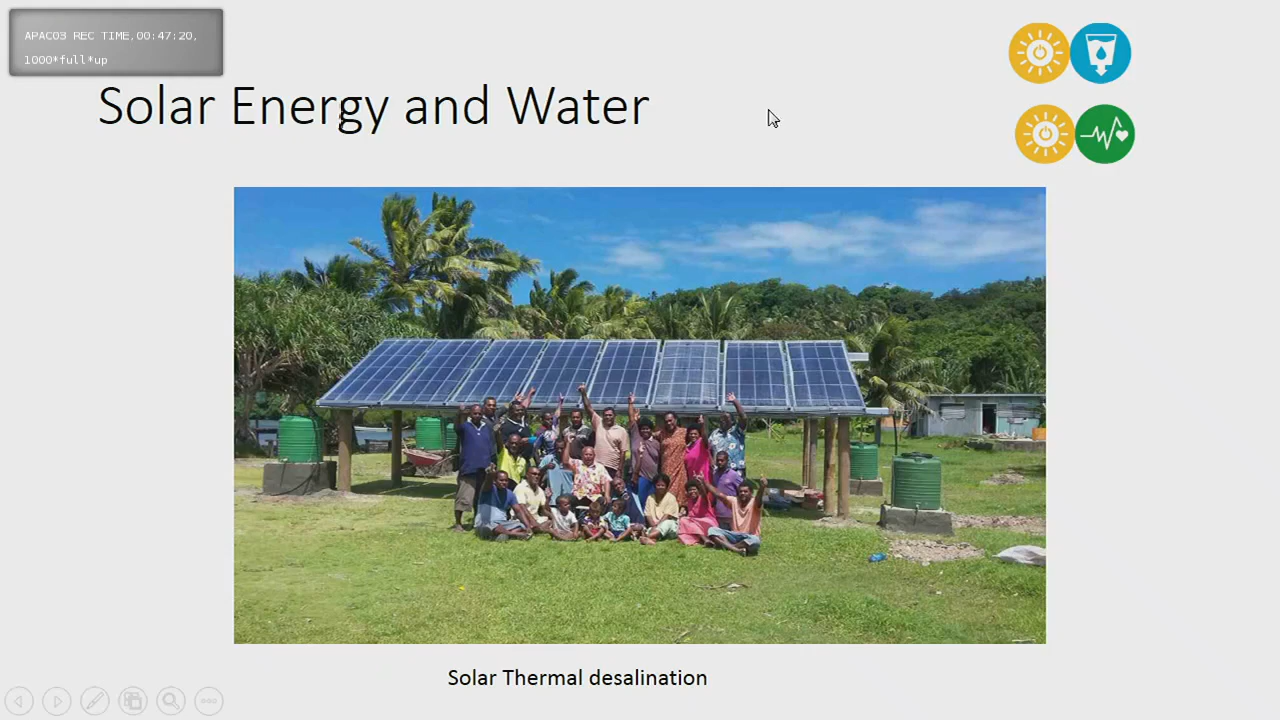 APAC03 REC TIME,00:47:20,
1000*full*up
Solar Energy and Water
Solar Thermal desalination